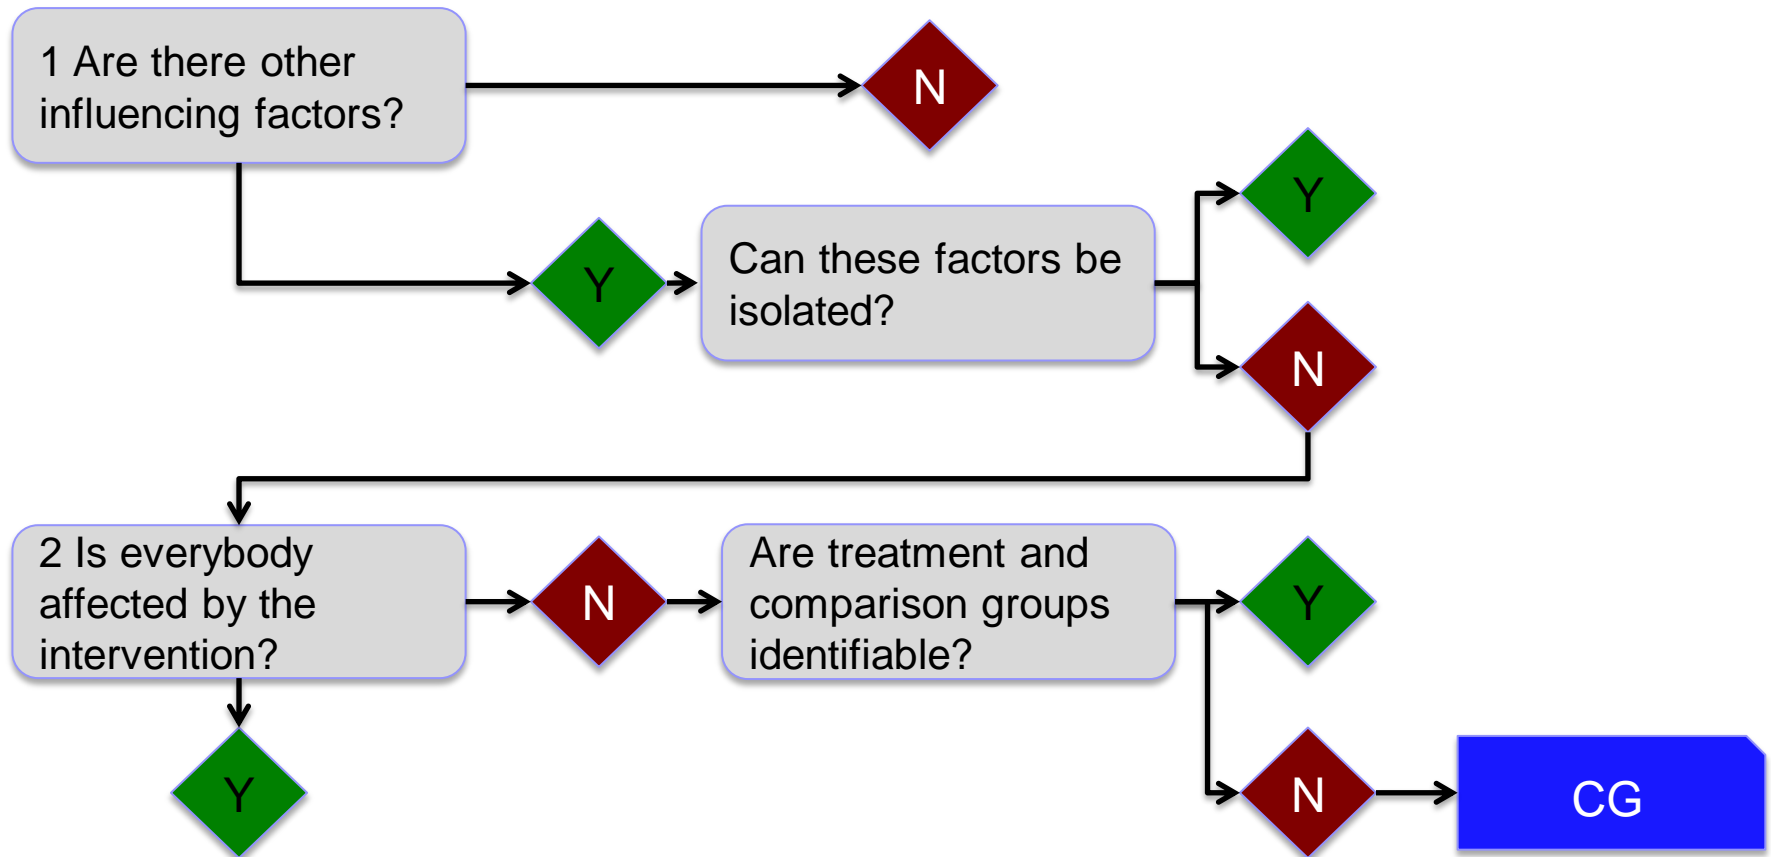 1 Are there other
influencing factors?
N
Y
Can these factors be
isolated?
Y
N
2 Is everybody
affected by the
intervention?
N
Are treatment and
comparison groups
identifiable?
Y
Y
N
CG